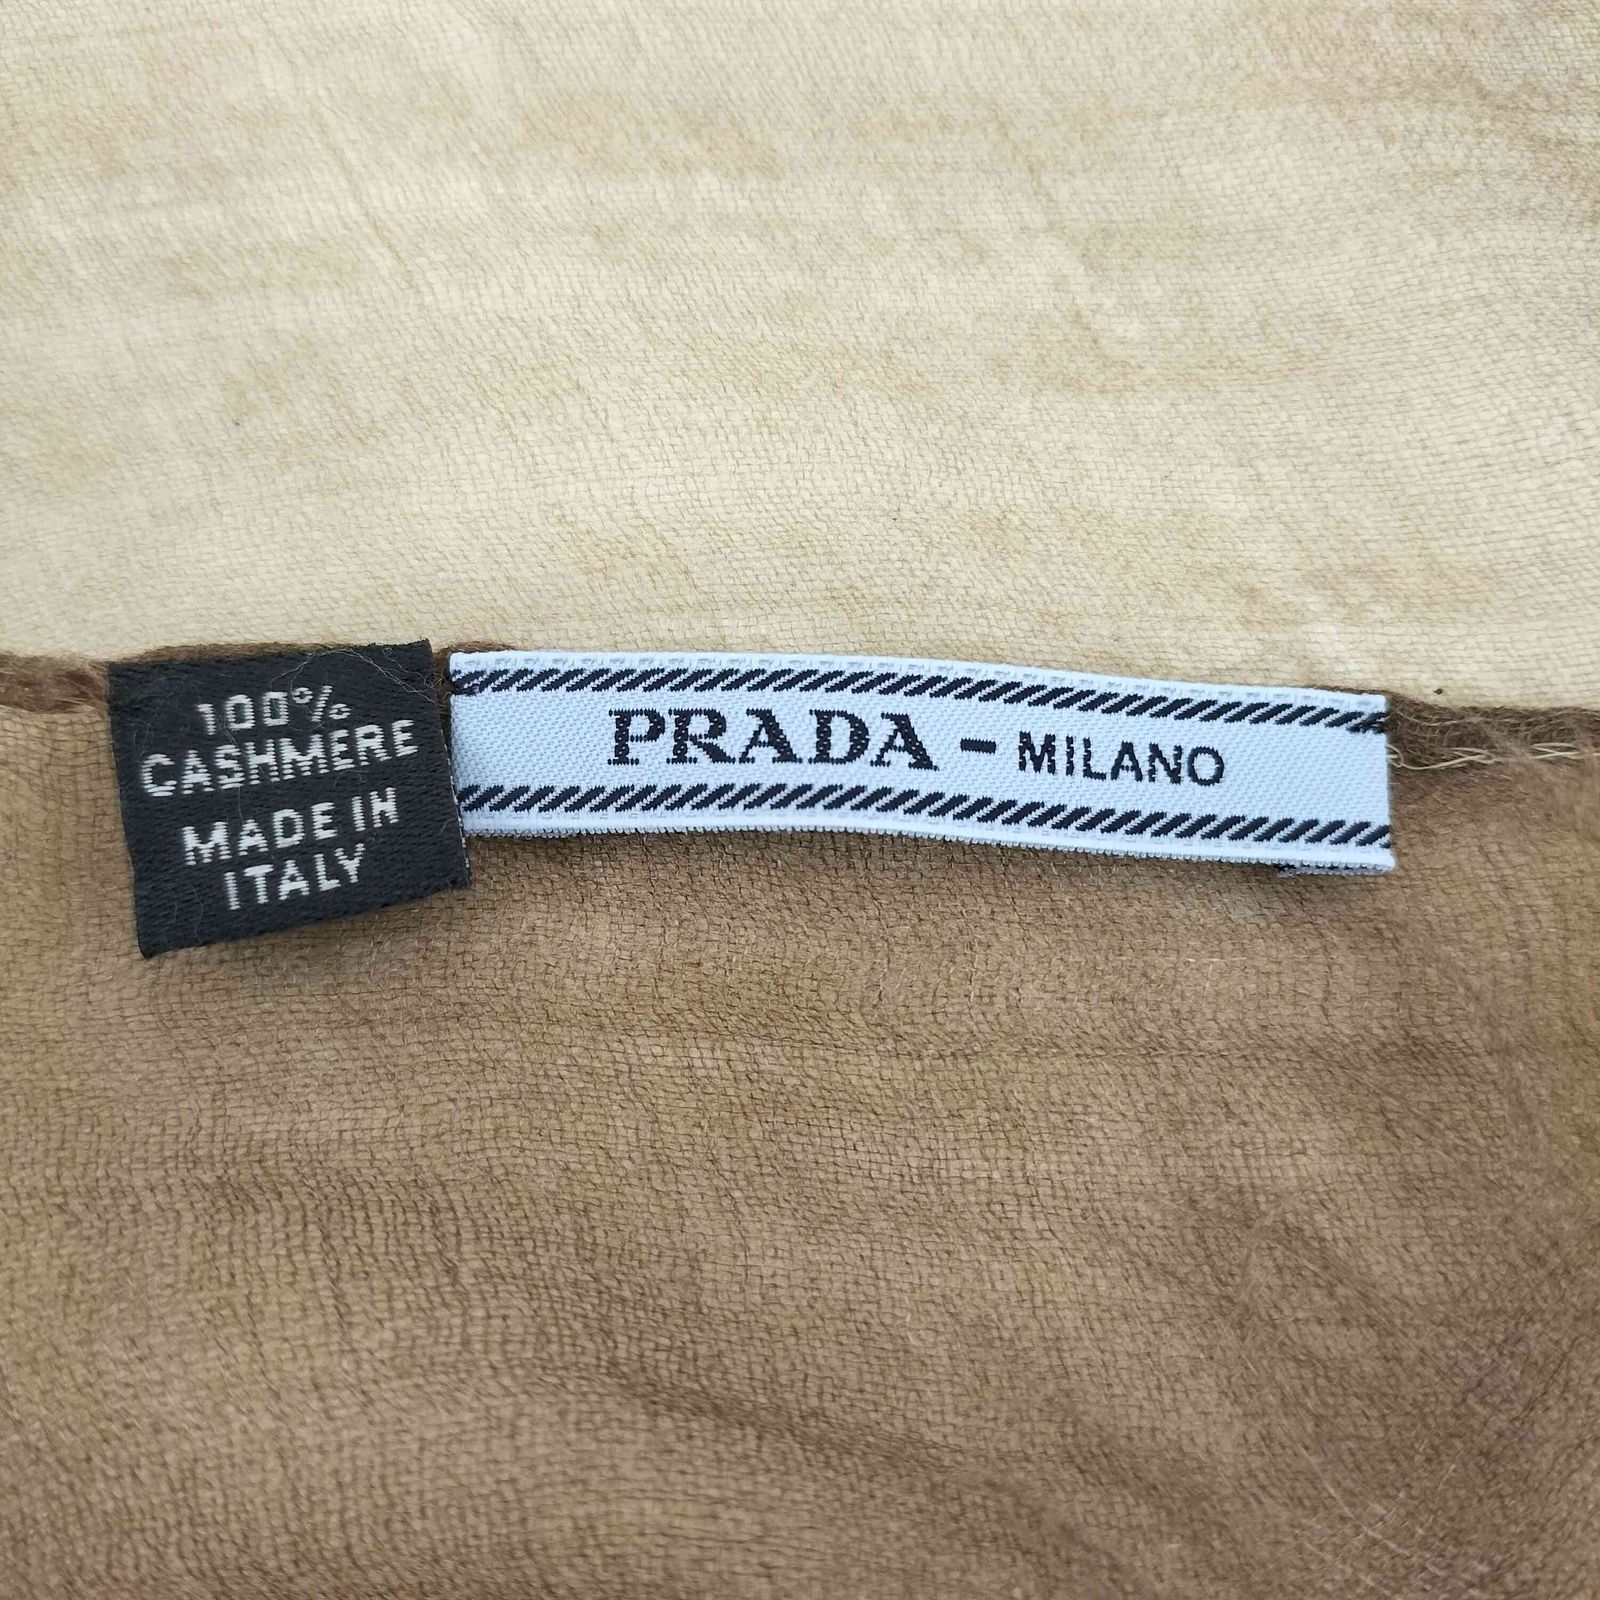 100%
CASHMERE
MADE IN
ITALY
PRADA - MILANO